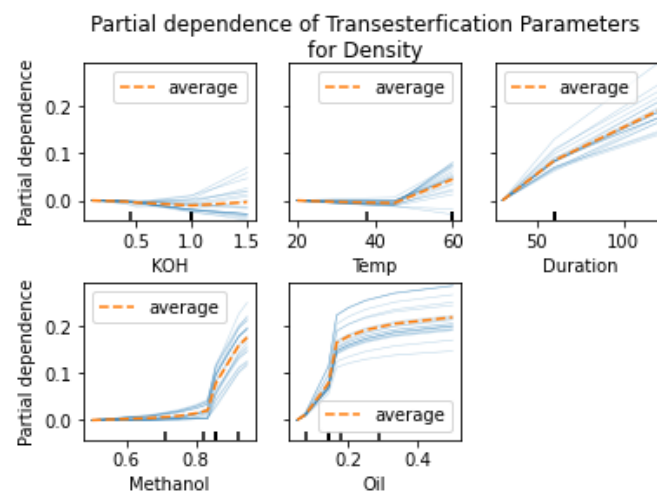 Partial dependence of Transesterfication Parameters
for Density
average
average
average
Partial dependence
0.2
0.1
0.0
0.5 1.0 1.5
20 40 60
50 100
KOH
Temp
Duration
average
average
Partial dependence
0.2
0.1
0.0
0.6 0.8
0.2 0.4
Methanol
Oil